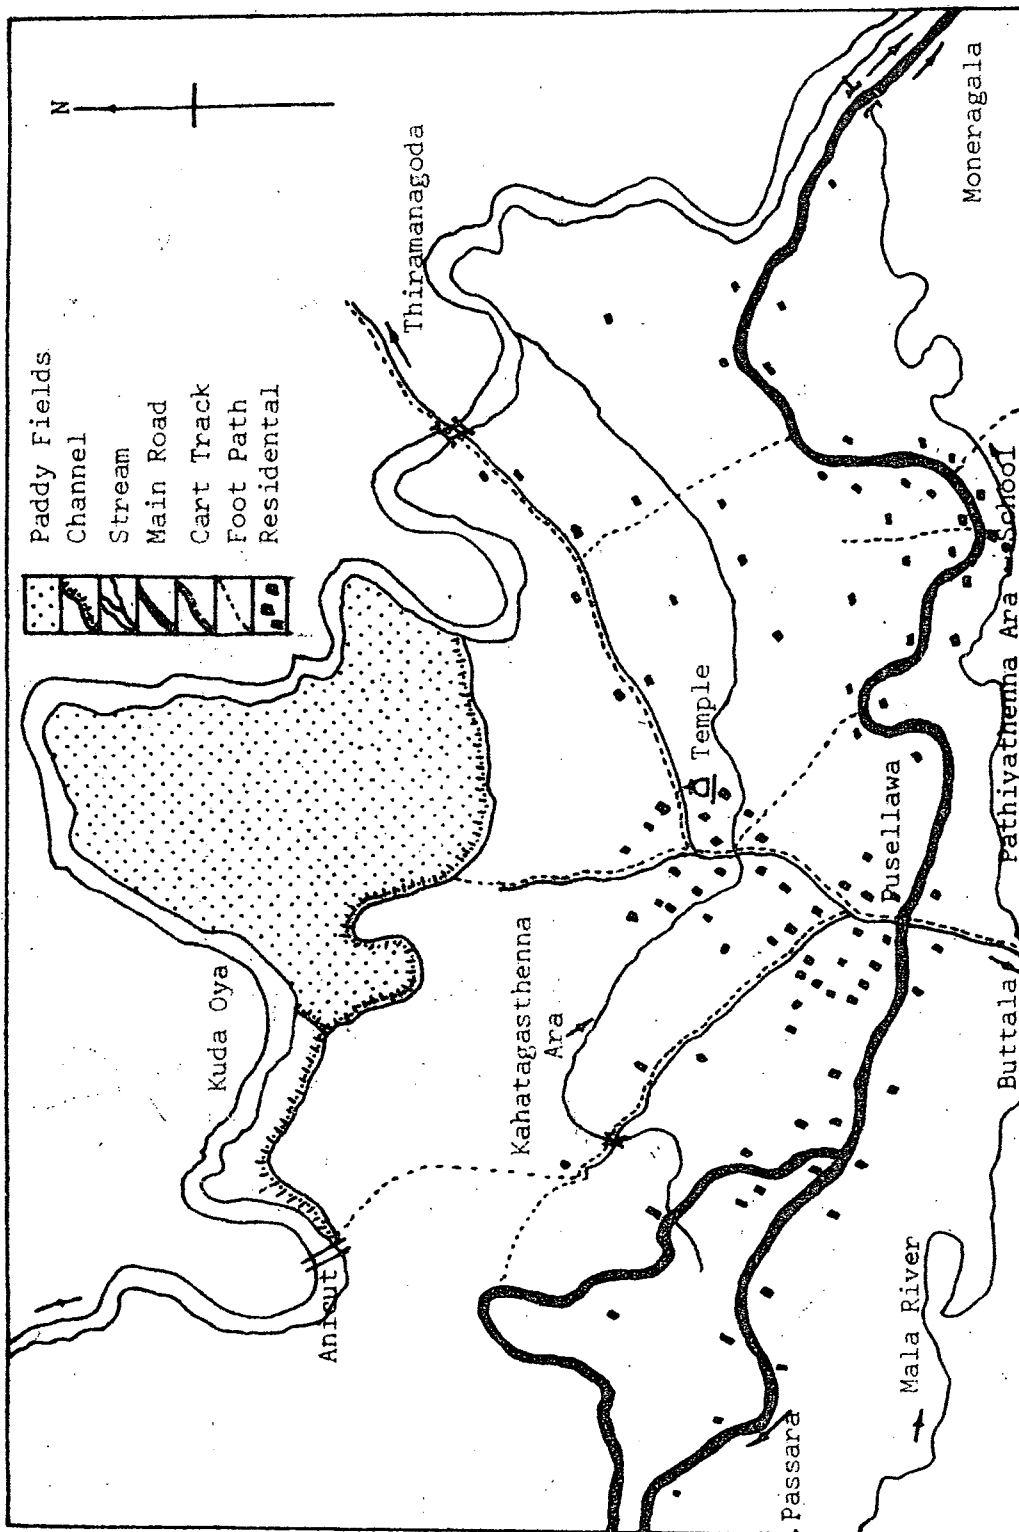 N
Paddy Fields
Channel
Stream
Main Road
Cart Track
Foot Path
Residental
Thiramanagoda
Kuda Oya
Anicut
Kahatagasthenna
Ara
Temple
Pusellawa
Moneragala
School
Pathiyathenna Ara
Buttala
Mala River
Passara